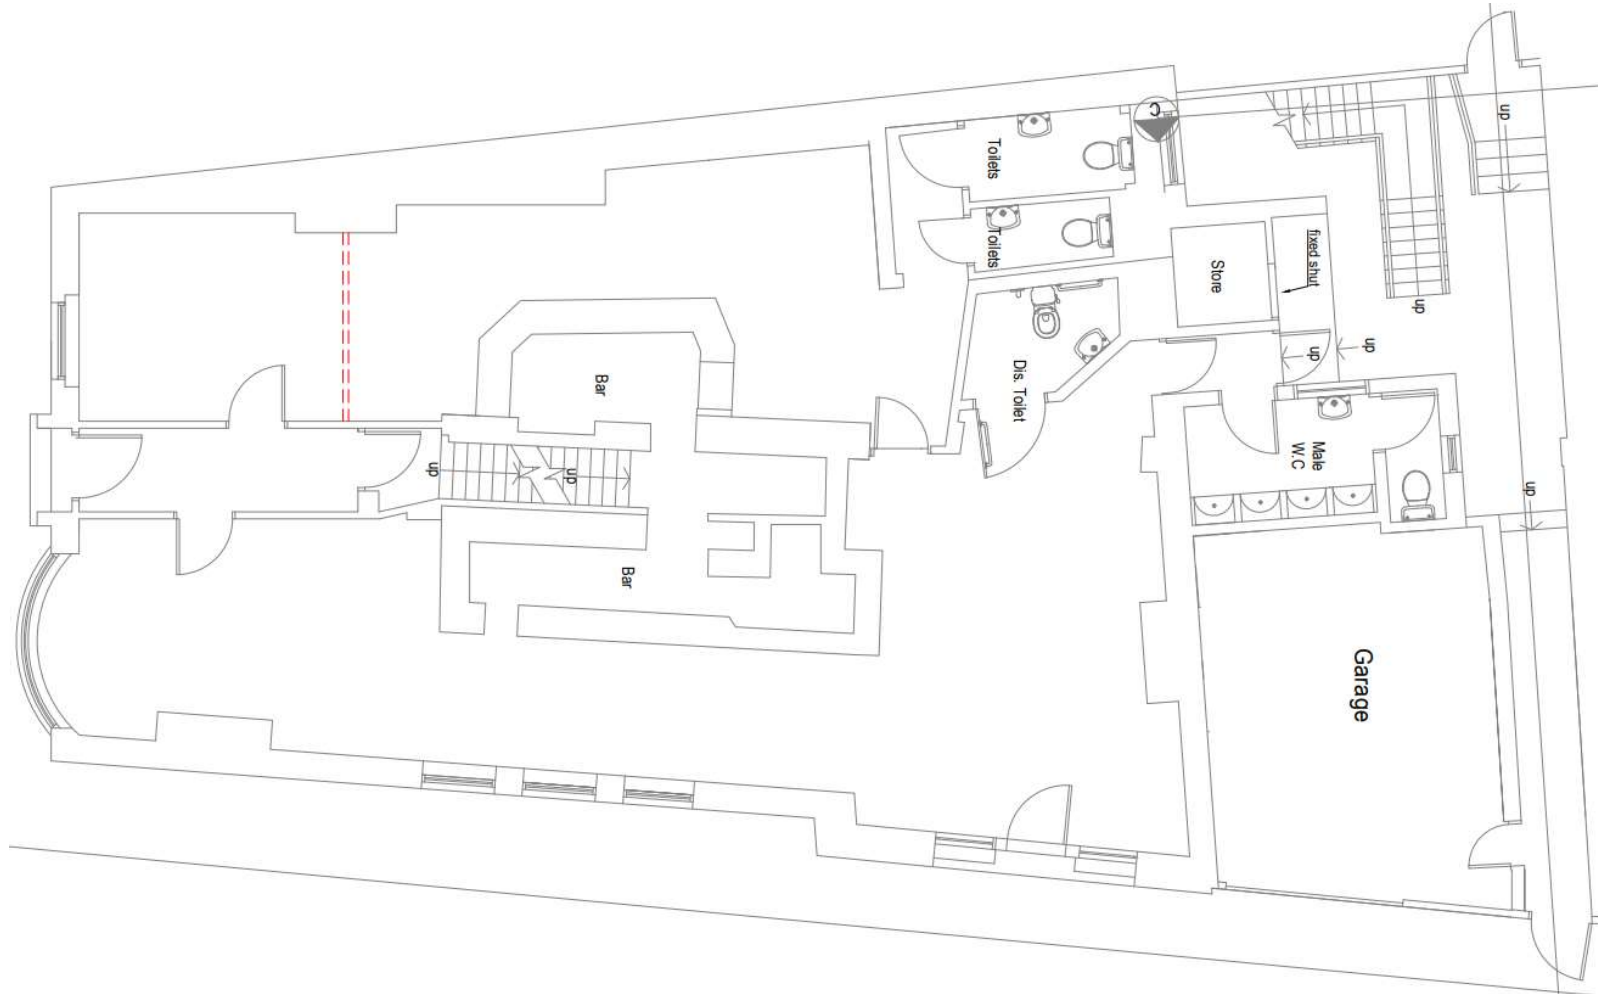 C
up
Toilets
Toilets
Store
fixed shut
up
up
up
Bar
Dis. Toilet
Male
W.C
up
up
up
Bar
Garage